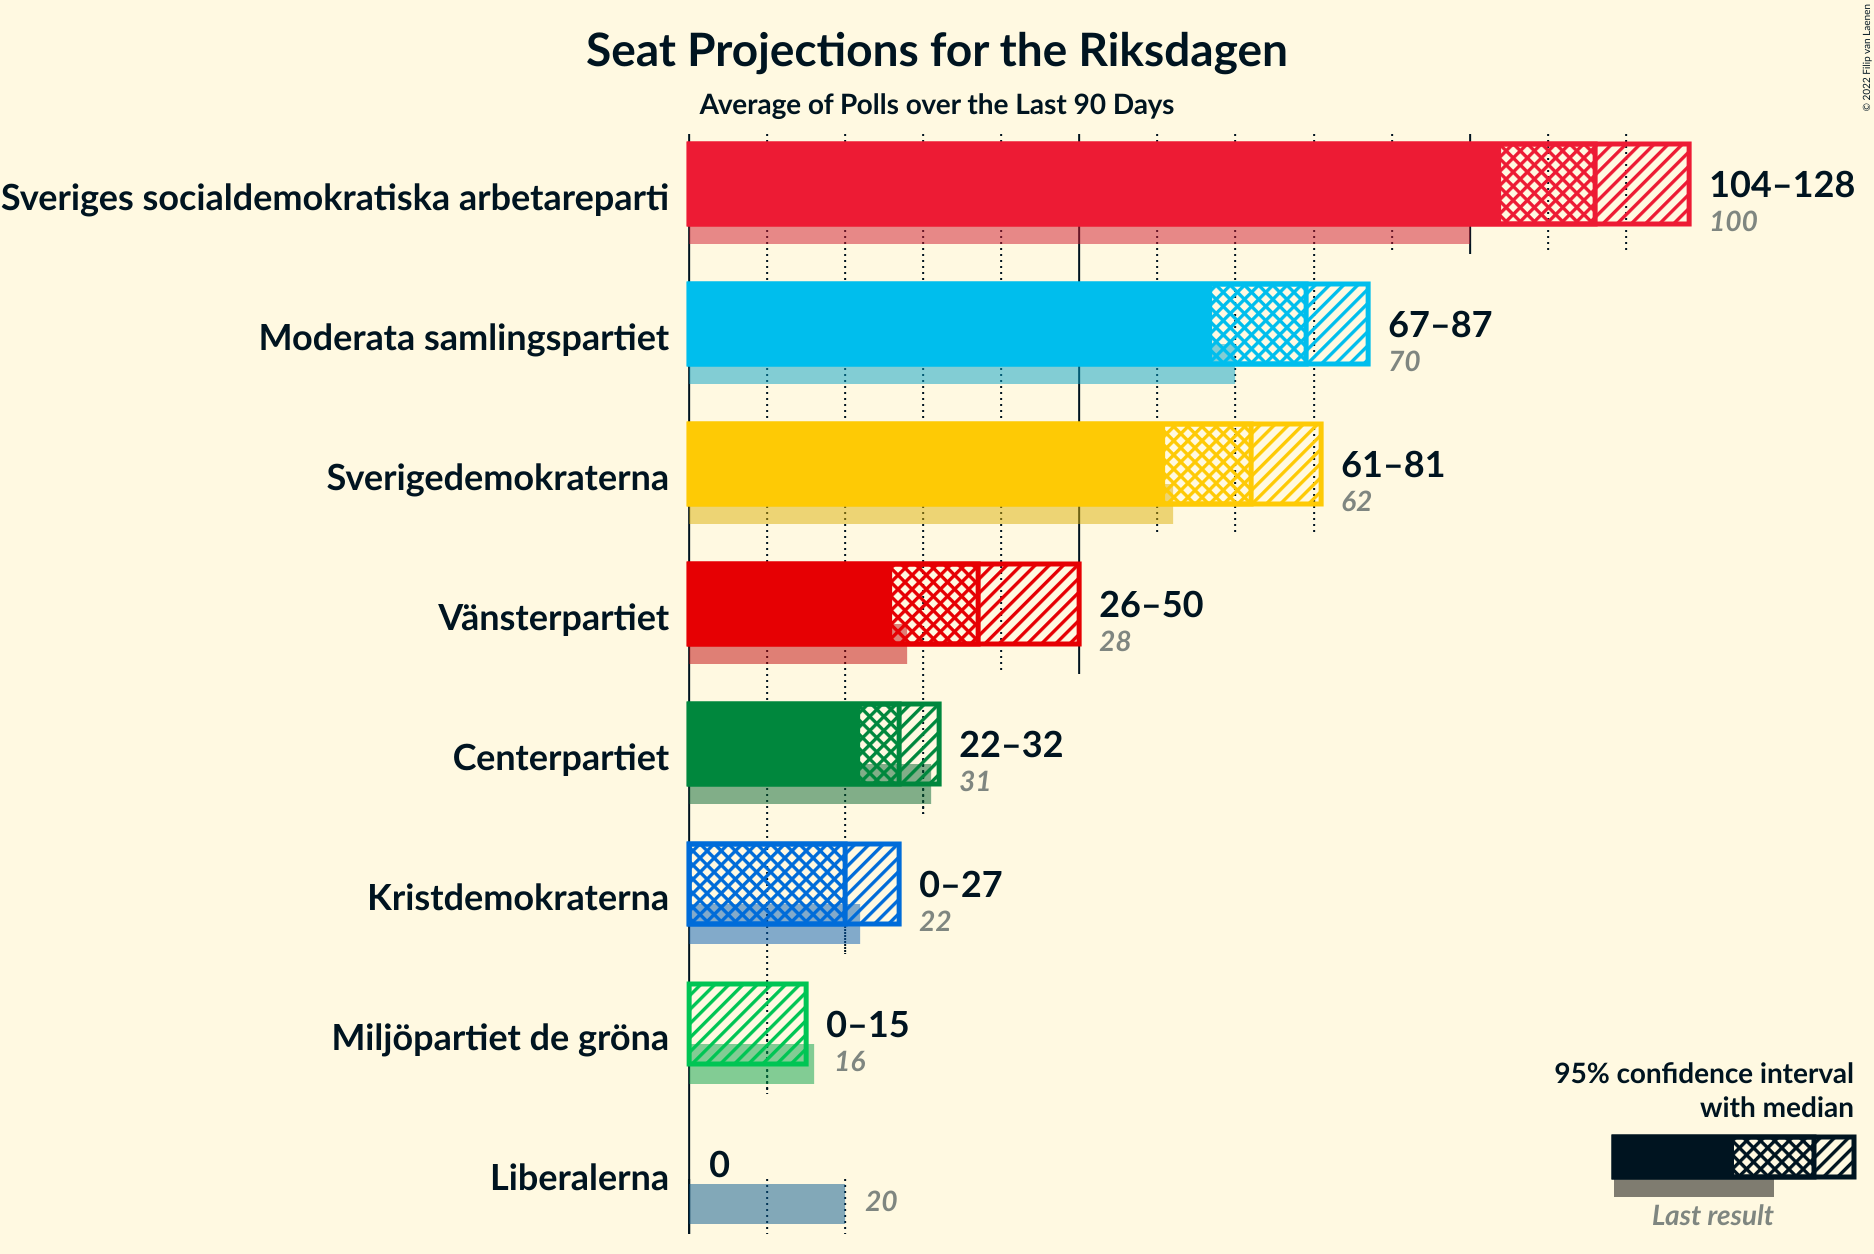 © 2022 Filip van Laenen
Seat Projections for the Riksdagen
Average of Polls over the Last 90 Days
Sveriges socialdemokratiska arbetareparti
104–128
100
Moderata samlingspartiet
67–87
70
Sverigedemokraterna
61–81
62
Vänsterpartiet
26–50
28
Centerpartiet
22–32
31
Kristdemokraterna
0–27
22
Miljöpartiet de gröna
0–15
16
Liberalerna
0
20
95% confidence interval
with median
Last result